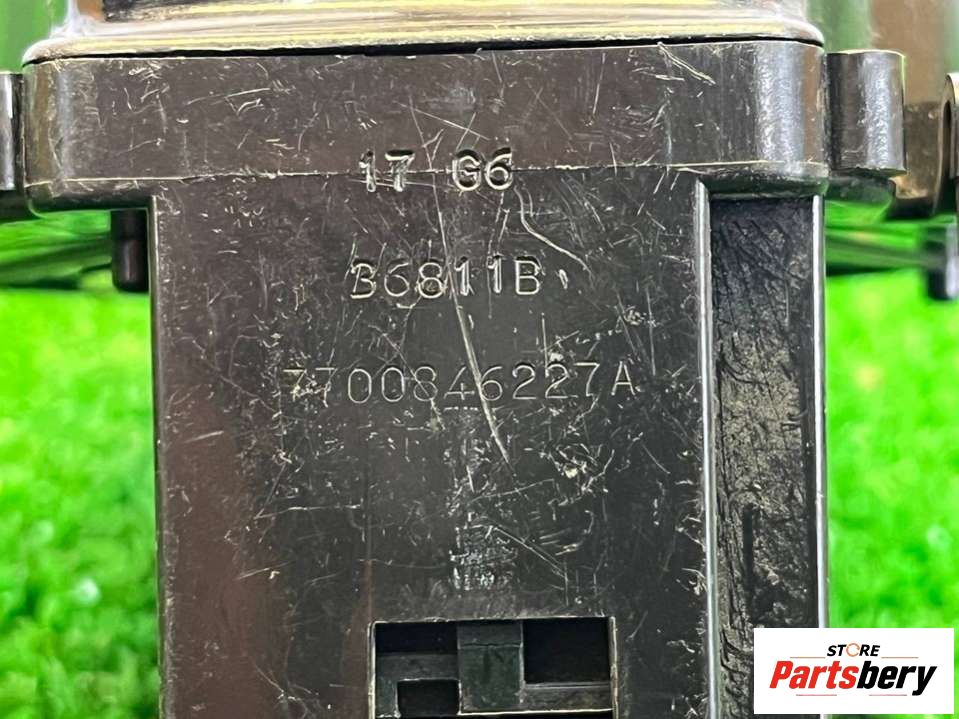 17 G6
36811B
7700846227A
STORE
Partsbery